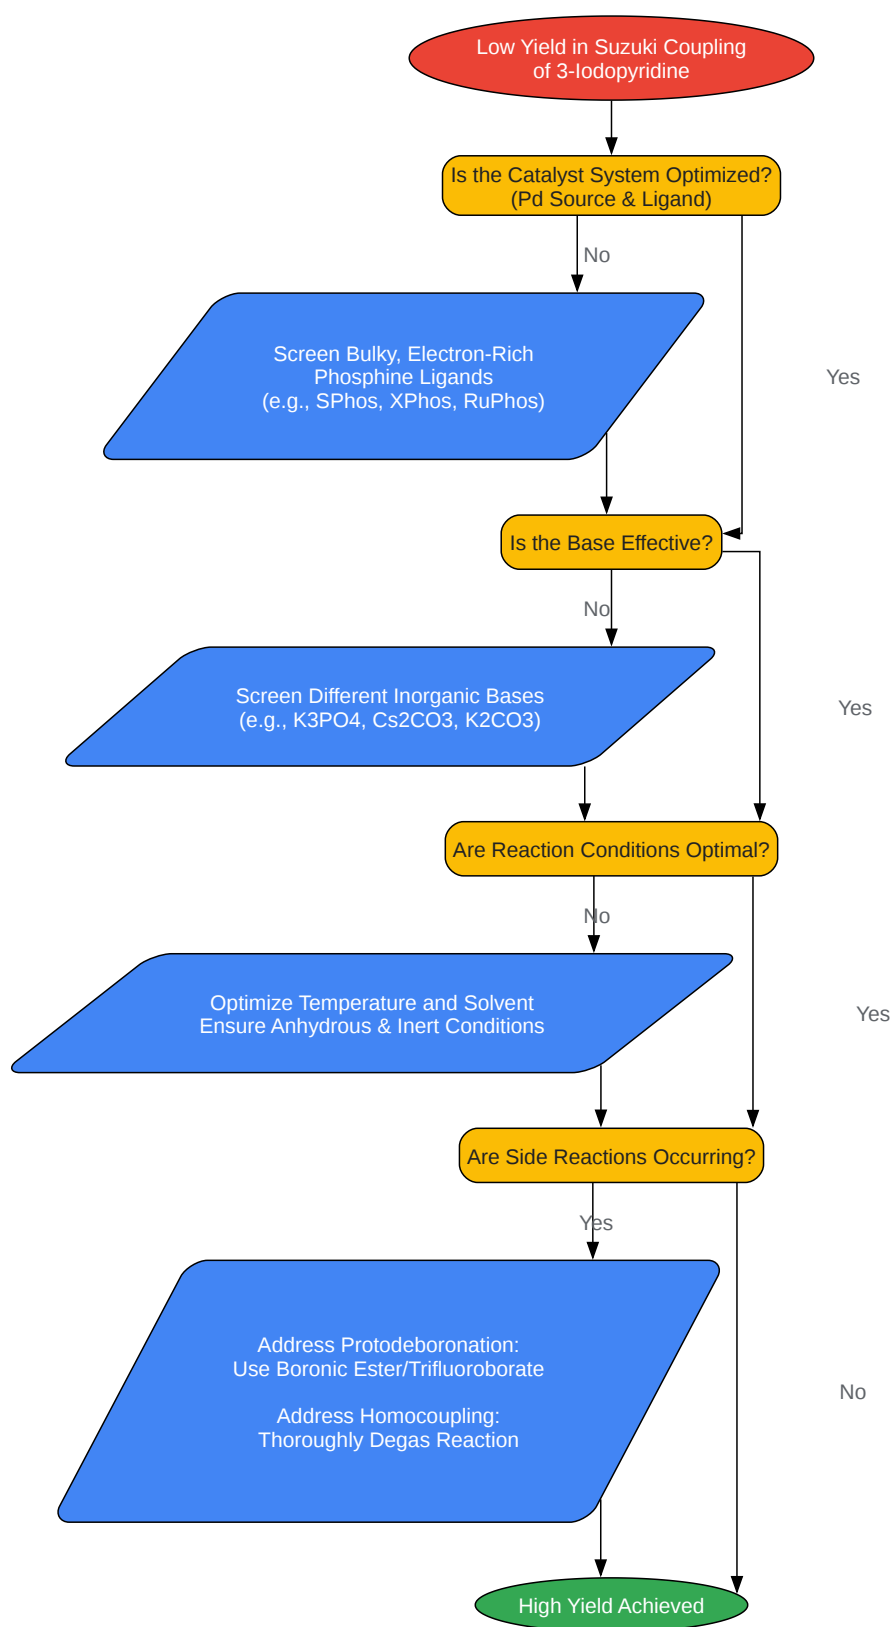 Low Yield in Suzuki Coupling
of 3-Iodopyridine
Is the Catalyst System Optimized?
(Pd Source & Ligand)
No
Screen Bulky, Electron-Rich
Phosphine Ligands
(e.g., SPhos, XPhos, RuPhos)
Yes
Is the Base Effective?
No
Screen Different Inorganic Bases
(e.g., K3PO4, Cs2CO3, K2CO3)
Yes
Are Reaction Conditions Optimal?
No
Optimize Temperature and Solvent
Ensure Anhydrous & Inert Conditions
Yes
Are Side Reactions Occurring?
Yes
Address Protodeboronation:
Use Boronic Ester/Trifluoroborate
Address Homocoupling:
Thoroughly Degas Reaction
No
High Yield Achieved